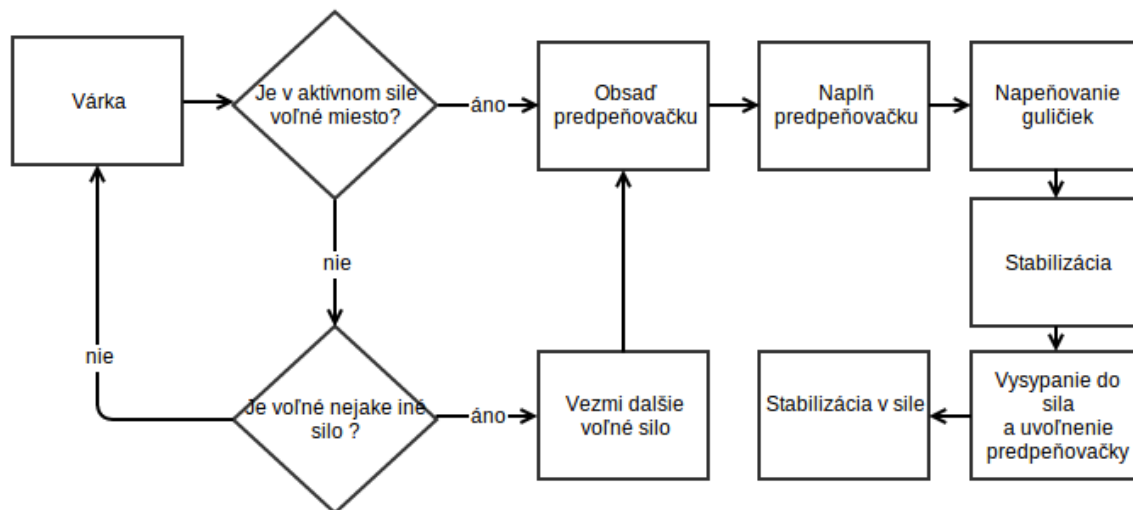 Várka
Je v aktívnom sile
voľné miesto?
áno
Obsaď
predpeňovačku
Naplň
predpeňovačku
Napeňovanie
guličiek
nie
Stabilizácia
nie
Je voľné nejake iné
silo ?
áno
Vezmi dalšie
voľné silo
Stabilizácia v sile
Vysypanie do
sila
a uvoľnenie
predpeňovačky